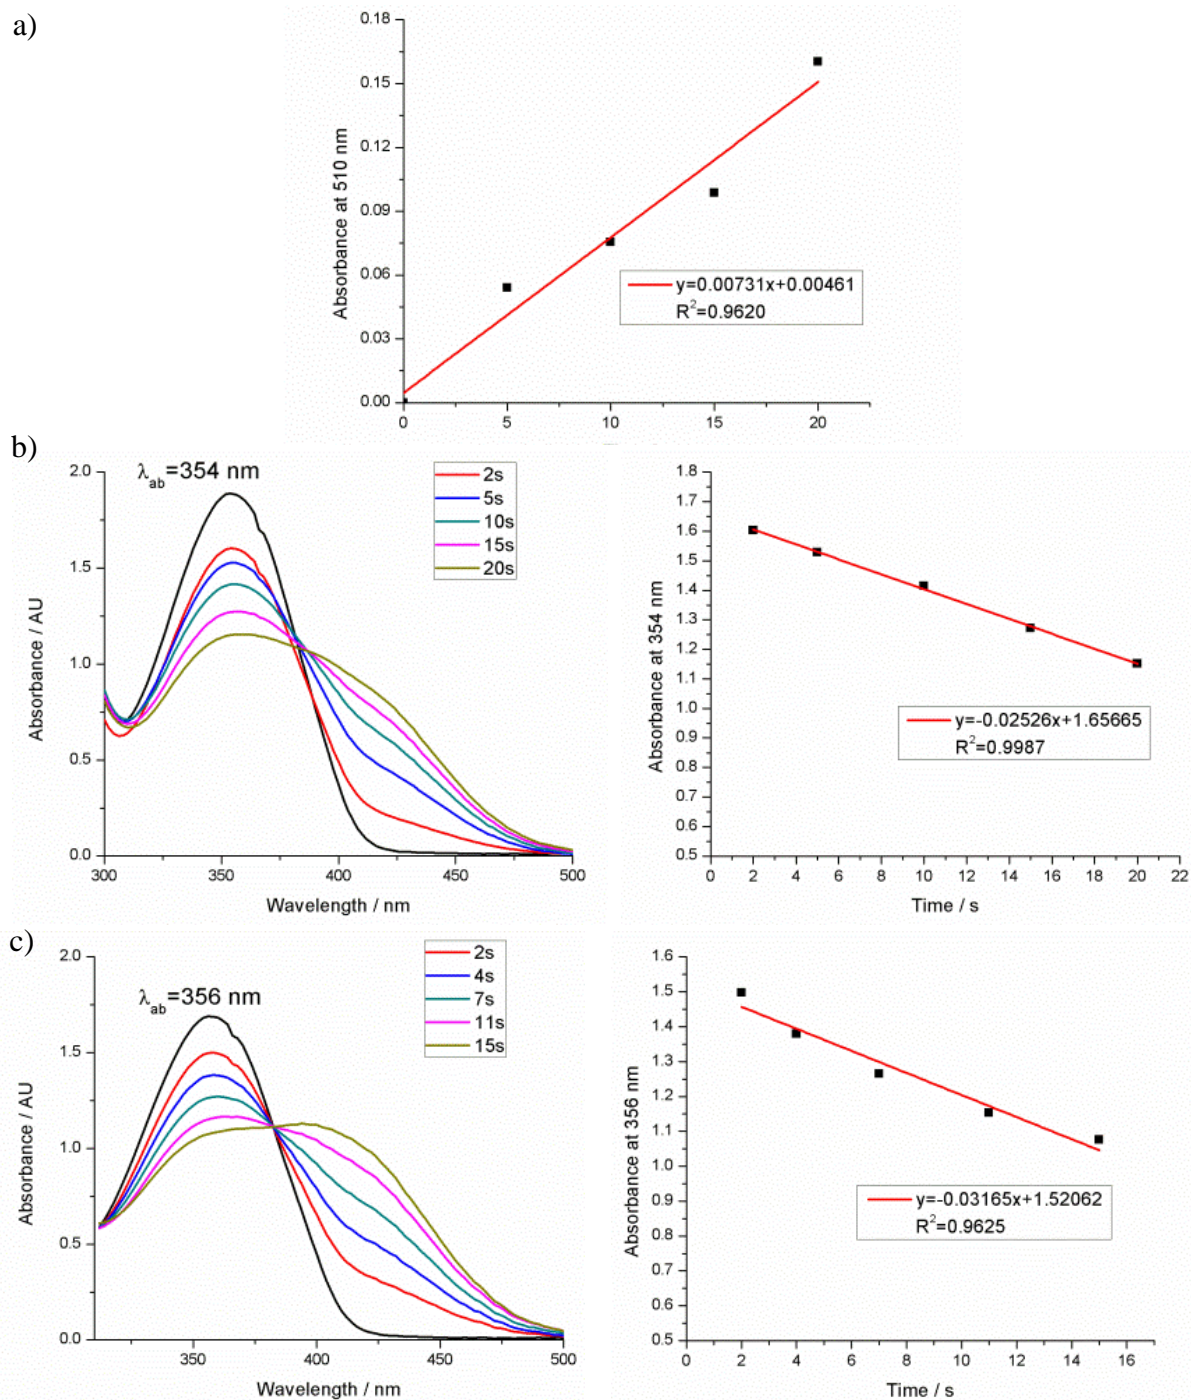 a)
0.18
0.15
0.12
0.09
0.06
0.03
0.00
Absorbance at 510 nm
y=0.00731x+0.00461
R²=0.9620
0 5 10 15 20
b)
λab=354 nm
2s
5s
10s
15s
20s
2.0
1.5
1.0
0.5
0.0
Absorbance / AU
300 350 400 450 500
Wavelength / nm
1.8
1.7
1.6
1.5
1.4
1.3
1.2
1.1
1.0
0.9
0.8
0.7
0.6
0.5
Absorbance at 354 nm
y=-0.02526x+1.65665
R²=0.9987
0 2 4 6 8 10 12 14 16 18 20 22
Time / s
c)
λab=356 nm
2s
4s
7s
11s
15s
2.0
1.5
1.0
0.5
0.0
Absorbance / AU
350 400 450 500
Wavelength / nm
1.6
1.5
1.4
1.3
1.2
1.1
1.0
0.9
0.8
0.7
0.6
0.5
Absorbance at 356 nm
y=-0.03165x+1.52062
R²=0.9625
0 2 4 6 8 10 12 14 16
Time / s